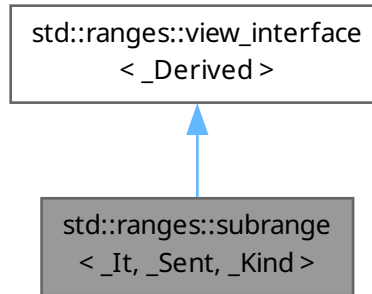 std::ranges::view_interface
< _Derived >
std::ranges::subrange
< _It, _Sent, _Kind >